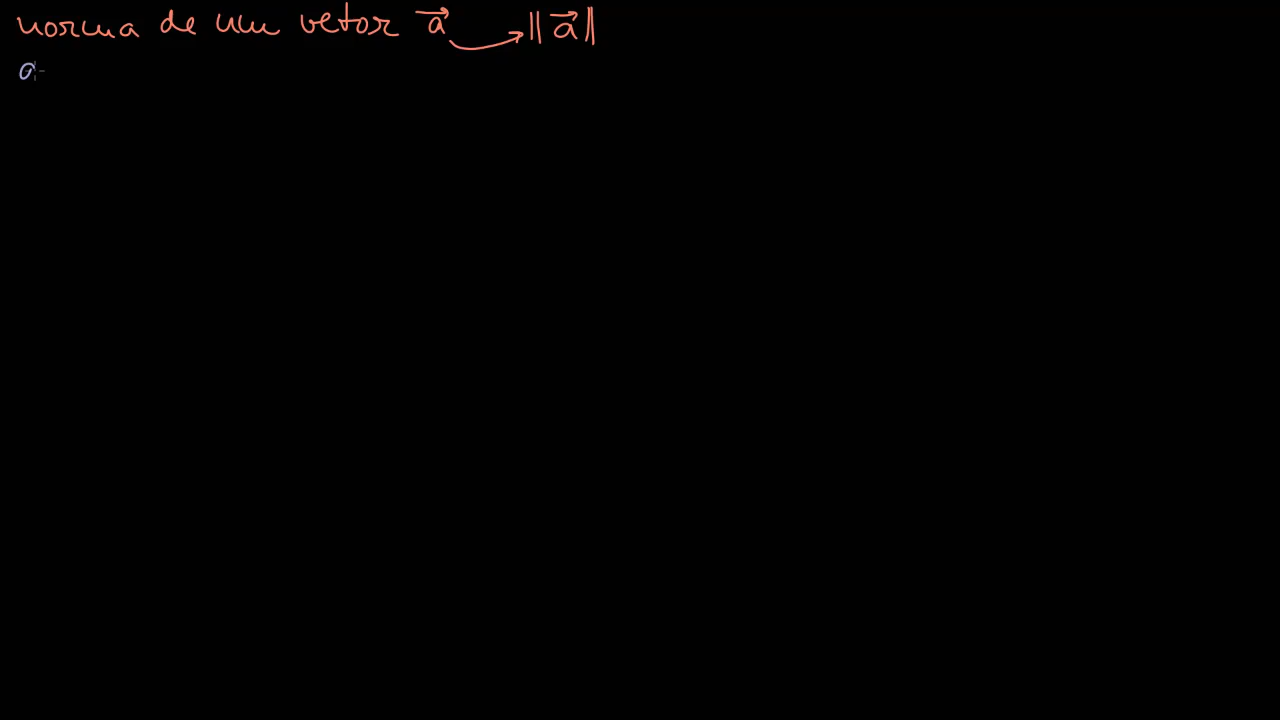 norma de um vetor a⃗ → ‖a⃗‖
a